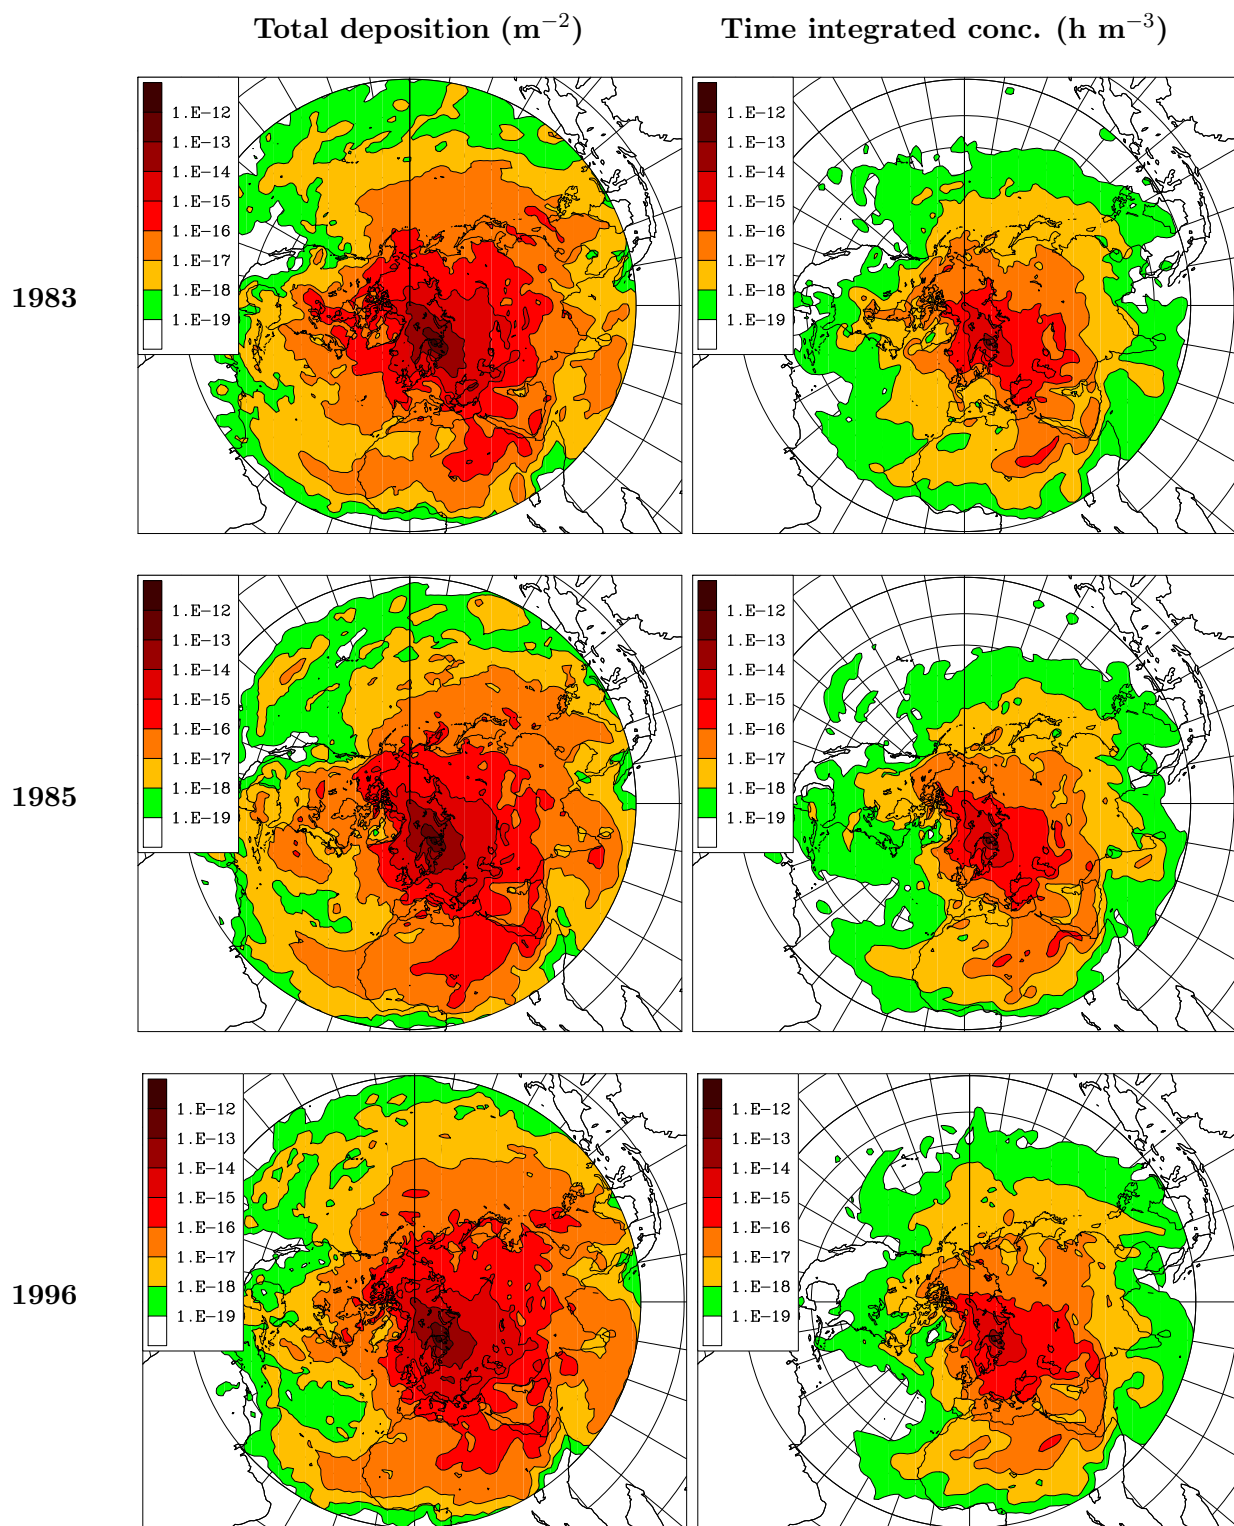 Total deposition (m⁻²) Time integrated conc. (h m⁻³)
1.E−12 1.E−12
1.E−13 1.E−13
1.E−14 1.E−14
1.E−15 1.E−15
1.E−16 1.E−16
1.E−17 1.E−17
1.E−18 1.E−18
1983
1.E−19 1.E−19
1.E−12 1.E−12
1.E−13 1.E−13
1.E−14 1.E−14
1.E−15 1.E−15
1.E−16 1.E−16
1.E−17 1.E−17
1.E−18 1.E−18
1985
1.E−19 1.E−19
1.E−12 1.E−12
1.E−13 1.E−13
1.E−14 1.E−14
1.E−15 1.E−15
1.E−16 1.E−16
1.E−17 1.E−17
1.E−18 1.E−18
1996
1.E−19 1.E−19